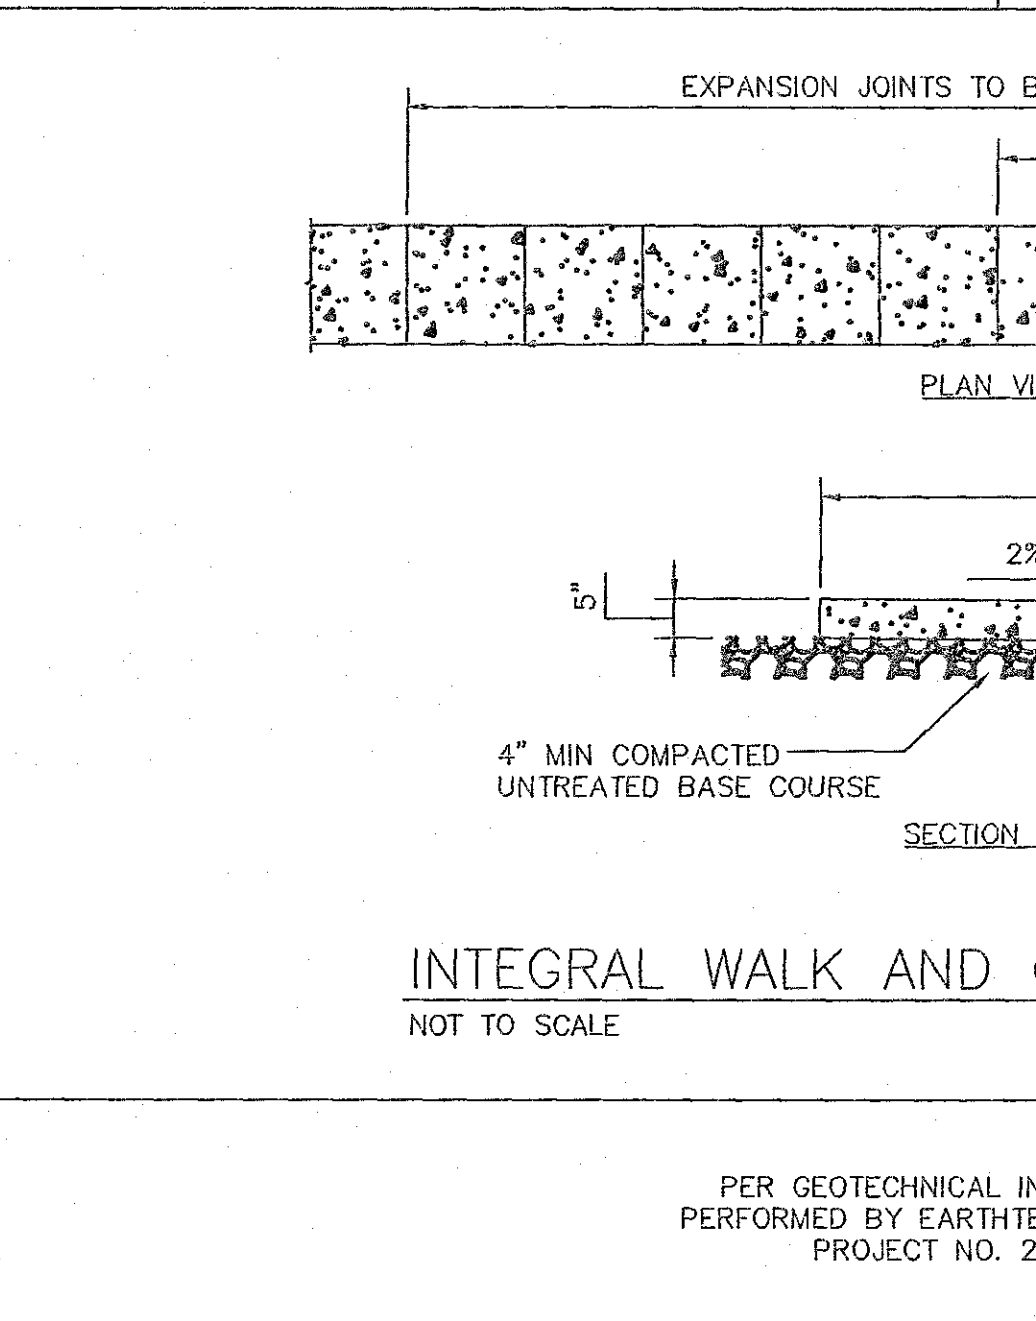 EXPANSION JOINTS TO B
PLAN VI
2%
5"
4" MIN COMPACTED
UNTREATED BASE COURSE
SECTION
INTEGRAL WALK AND
NOT TO SCALE
PER GEOTECHNICAL IN
PERFORMED BY EARTHTE
PROJECT NO. 2